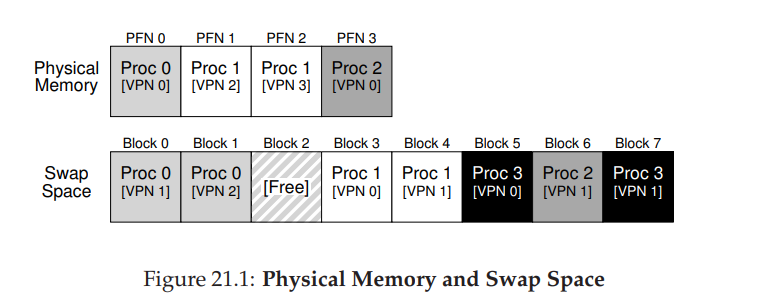 PFN 0 PFN 1 PFN 2 PFN 3
Physical Memory
Proc 0 Proc 1 Proc 1 Proc 2
[VPN 0] [VPN 2] [VPN 3] [VPN 0]
Block 0 Block 1 Block 2 Block 3 Block 4 Block 5 Block 6 Block 7
Swap Space
Proc 0 Proc 0 [Free] Proc 1 Proc 1 Proc 3 Proc 2 Proc 3
[VPN 1] [VPN 2] [VPN 0] [VPN 1] [VPN 0] [VPN 1] [VPN 1]
Figure 21.1: Physical Memory and Swap Space